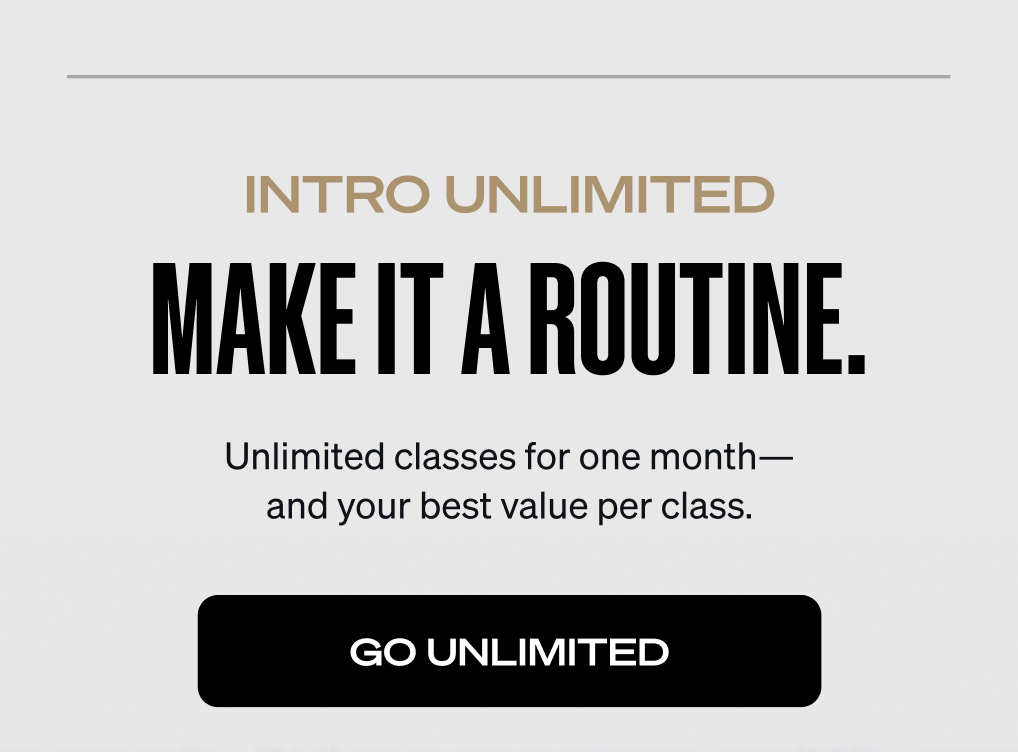 INTRO UNLIMITED
MAKE IT A ROUTINE.
Unlimited classes for one month—
and your best value per class.
GO UNLIMITED